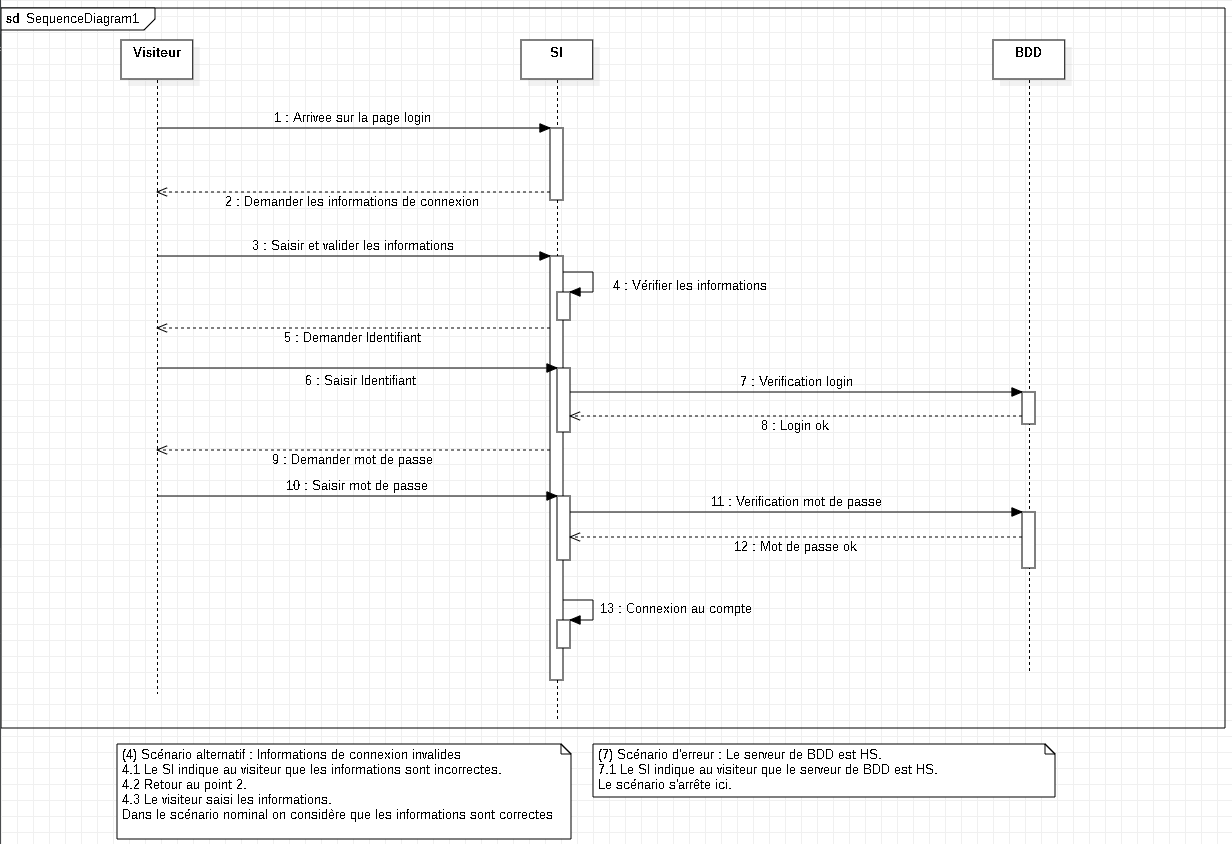 sd SequenceDiagram1
Visiteur
SI
BDD
1 : Arrivee sur la page login
2 : Demander les informations de connexion
3 : Saisir et valider les informations
4 : Vérifier les informations
5 : Demander Identifiant
6 : Saisir Identifiant
7 : Verification login
8 : Login ok
9 : Demander mot de passe
10 : Saisir mot de passe
11 : Verification mot de passe
12 : Mot de passe ok
13 : Connexion au compte
(4) Scénario alternatif : Informations de connexion invalides
4.1 Le SI indique au visiteur que les informations sont incorrectes.
4.2 Retour au point 2.
4.3 Le visiteur saisi les informations.
Dans le scénario nominal on considère que les informations sont correctes
(7) Scénario d'erreur : Le serveur de BDD est HS.
7.1 Le SI indique au visiteur que le serveur de BDD est HS.
Le scénario s'arrête ici.